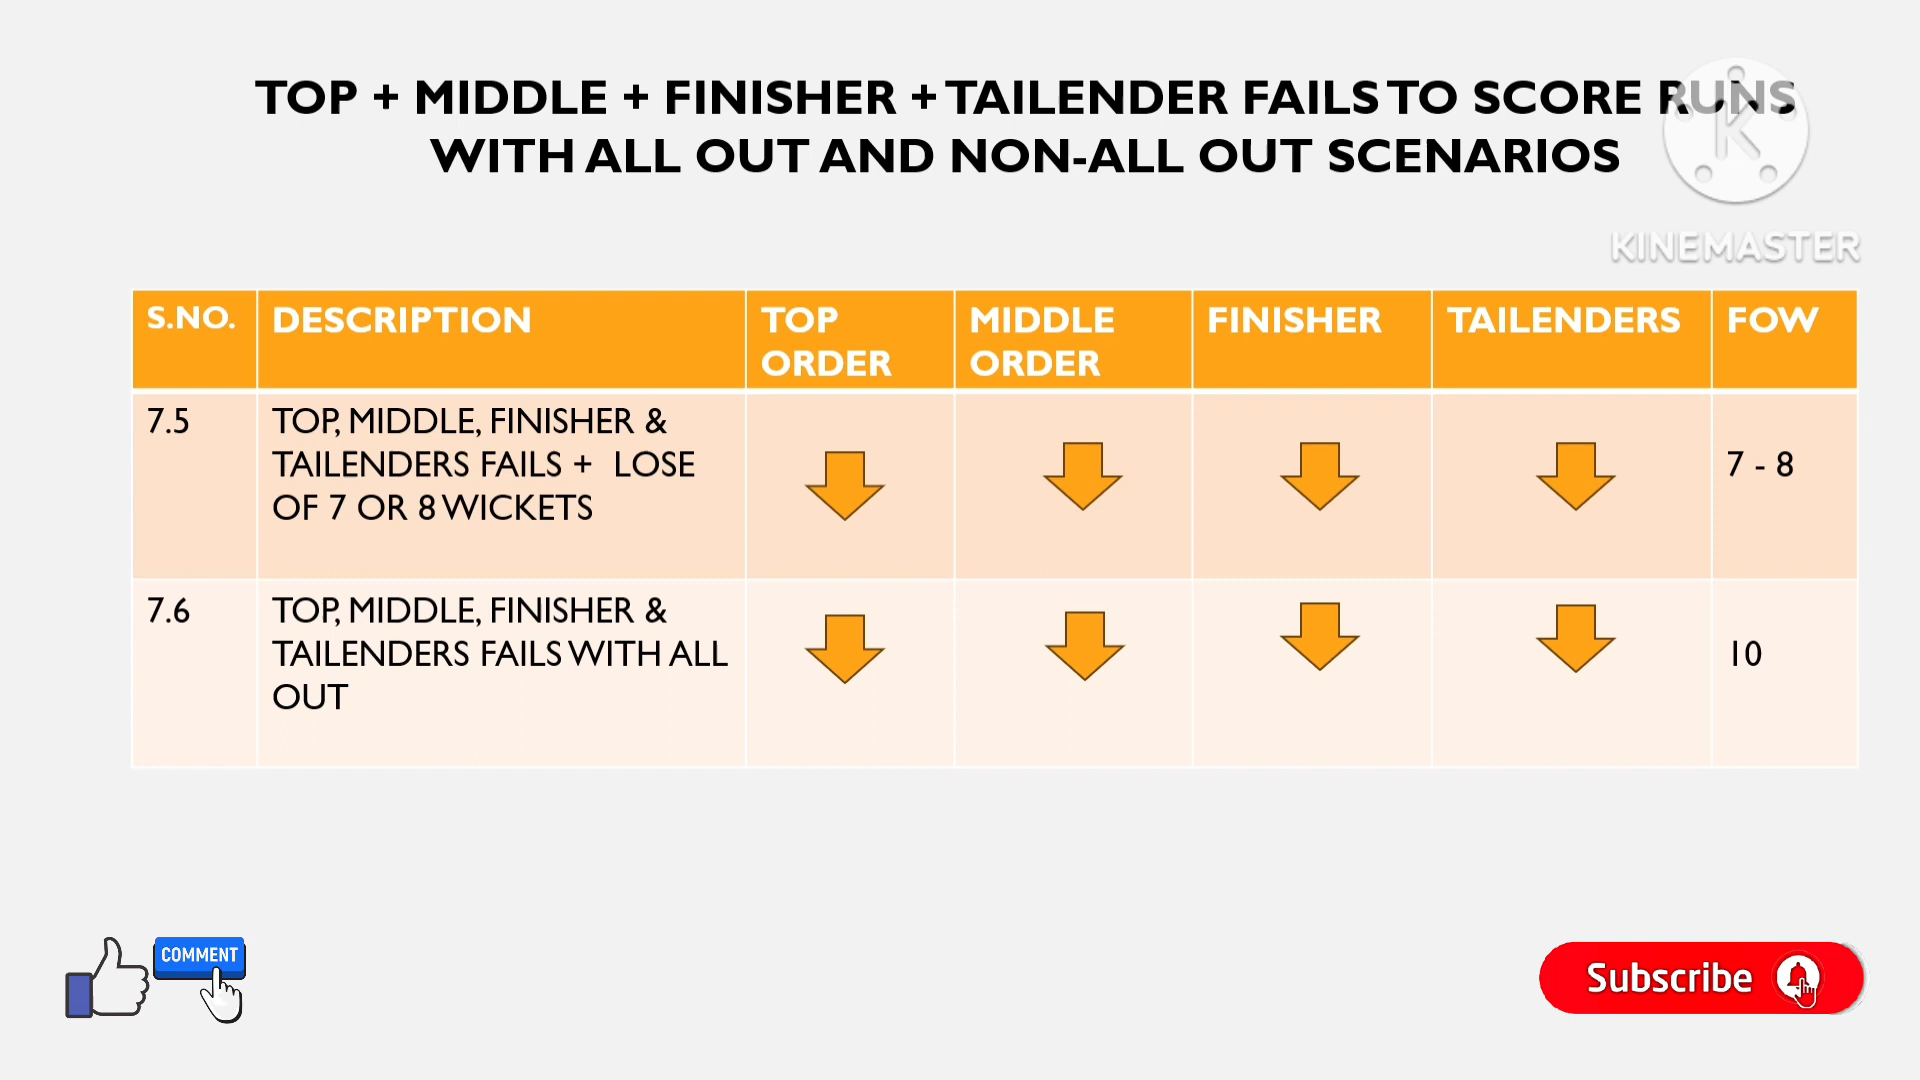 TOP + MIDDLE + FINISHER + TAILENDER FAILS TO SCORE RUNS
WITH ALL OUT AND NON-ALL OUT SCENARIOS
KINEMASTER
S.NO. DESCRIPTION TOP ORDER MIDDLE ORDER FINISHER TAILENDERS FOW
7.5 TOP, MIDDLE, FINISHER &
TAILENDERS FAILS + LOSE
OF 7 OR 8 WICKETS
7 - 8
7.6 TOP, MIDDLE, FINISHER &
TAILENDERS FAILS WITH ALL
OUT
10
COMMENT
Subscribe